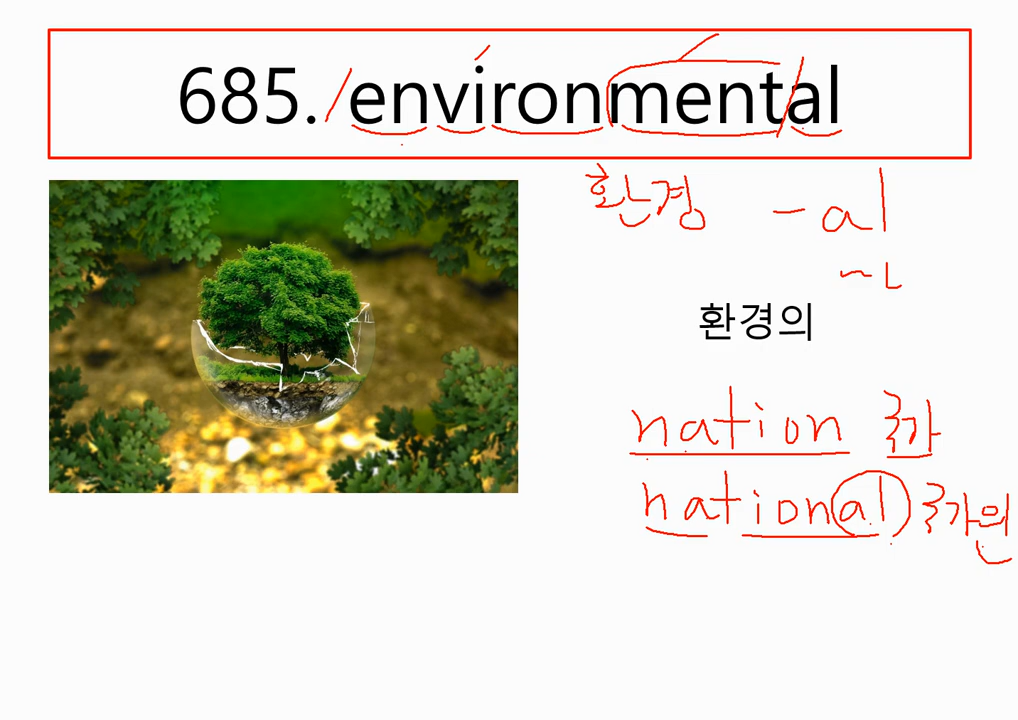 685. environmental
환경 -al
~ㄴ
환경의
nation 국가
national 국가의